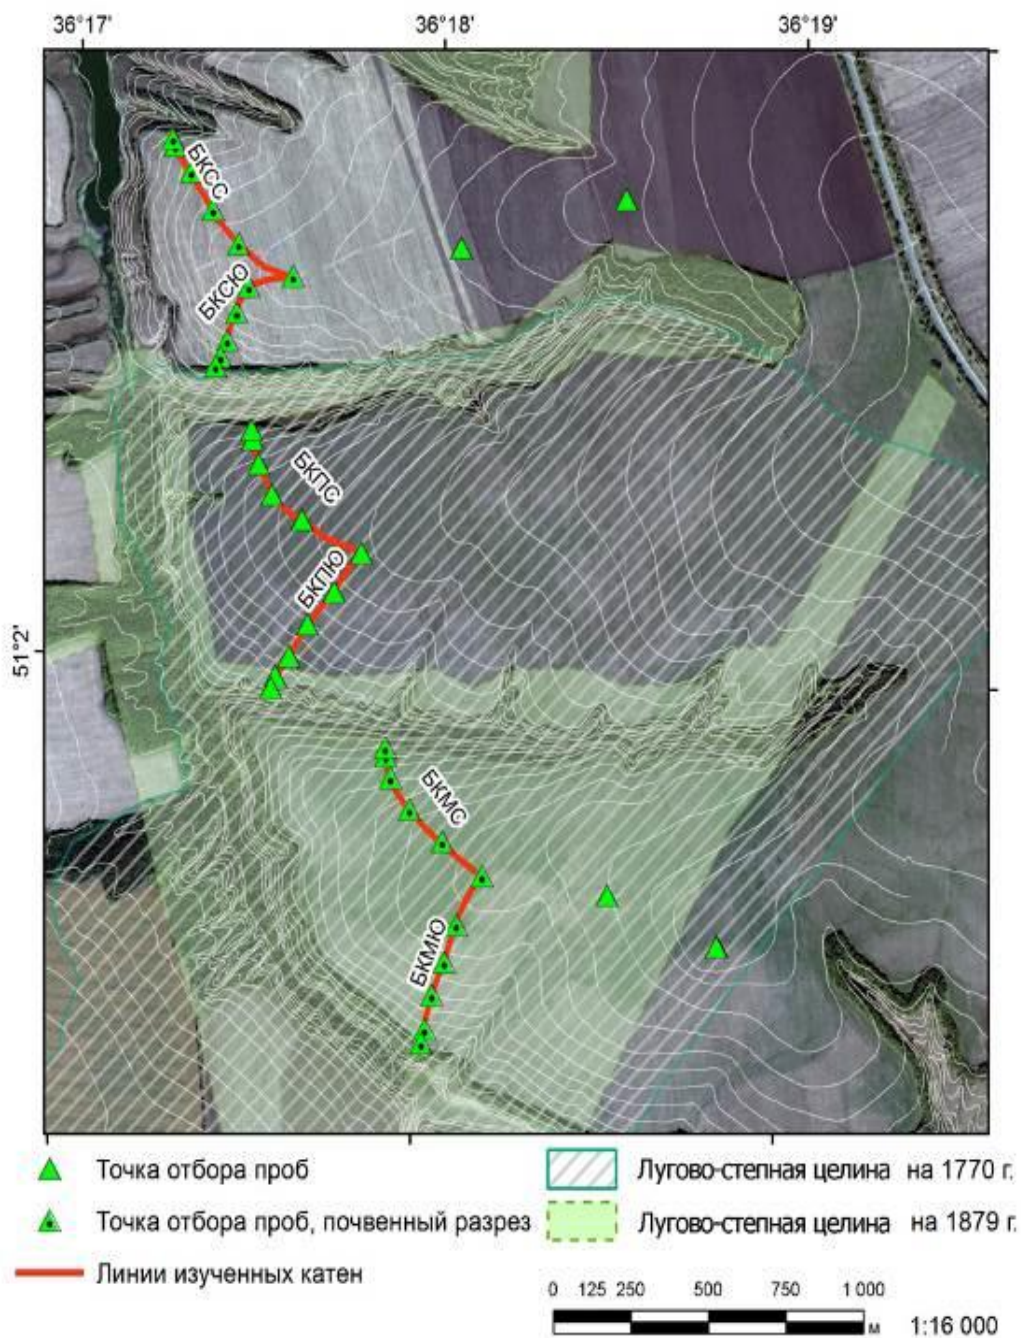 36°17' 36°18' 36°19'
БКСС
БКСЮ
БКПС
БКПЮ
51°2'
БКМС
БКМЮ
Точка отбора проб
Лугово-степная целина на 1770 г.
Точка отбора проб, почвенный разрез
Лугово-степная целина на 1879 г.
Линии изученных катен
0 125 250 500 750 1 000
м 1:16 000